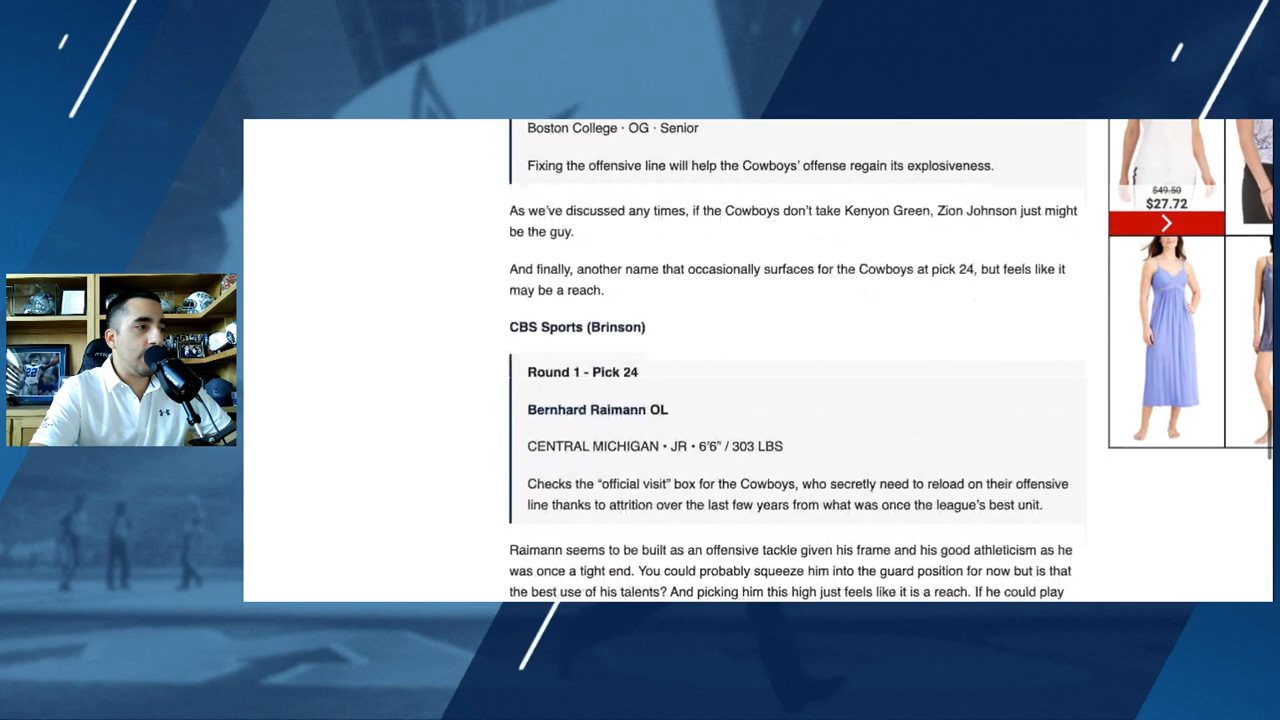 Boston College · OG · Senior
Fixing the offensive line will help the Cowboys' offense regain its explosiveness.
As we've discussed any times, if the Cowboys don't take Kenyon Green, Zion Johnson just might
be the guy.
And finally, another name that occasionally surfaces for the Cowboys at pick 24, but feels like it
may be a reach.
CBS Sports (Brinson)
Round 1 - Pick 24
Bernhard Raimann OL
CENTRAL MICHIGAN • JR • 6'6" / 303 LBS
Checks the “official visit” box for the Cowboys, who secretly need to reload on their offensive
line thanks to attrition over the last few years from what was once the league's best unit.
Raimann seems to be built as an offensive tackle given his frame and his good athleticism as he
was once a tight end. You could probably squeeze him into the guard position for now but is that
the best use of his talents? And picking him this high just feels like it is a reach. If he could play
$49.50
$27.72
22